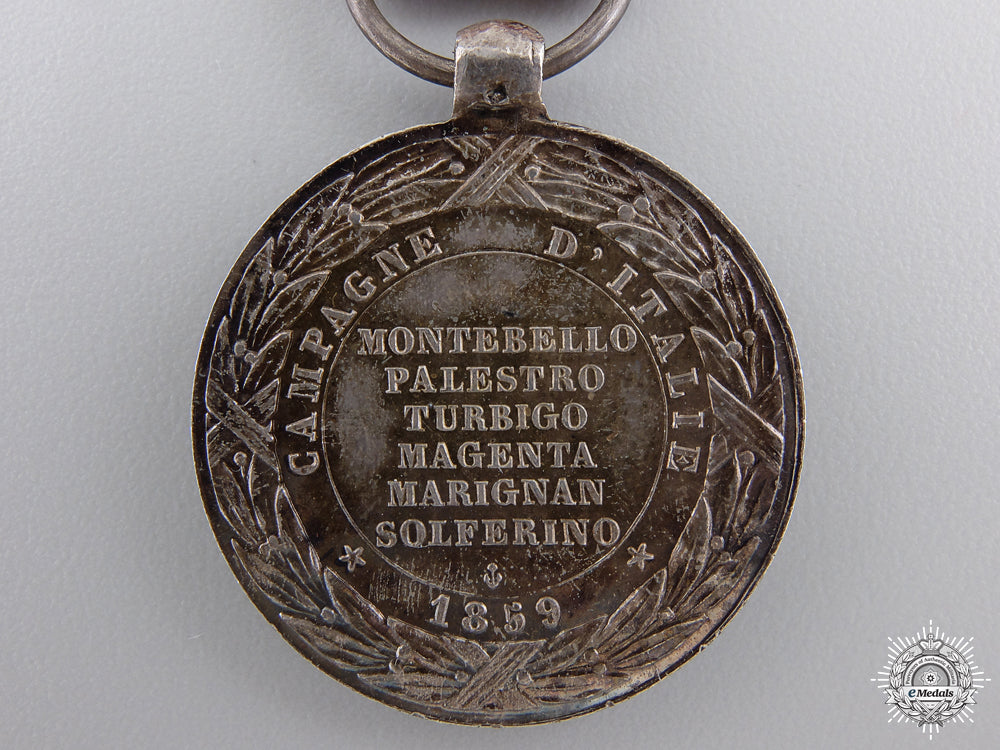 CAMPAGNE D'ITALIE
MONTEBELLO
PALESTRO
TURBIGO
MAGENTA
MARIGNAN
SOLFERINO
1859
eMedals